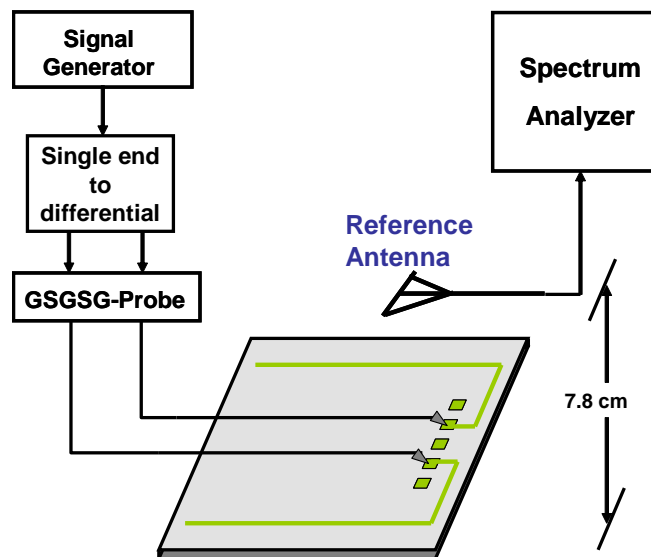 Signal
Generator
Single end
to
differential
GSGSG-Probe
Reference
Antenna
Spectrum
Analyzer
7.8 cm